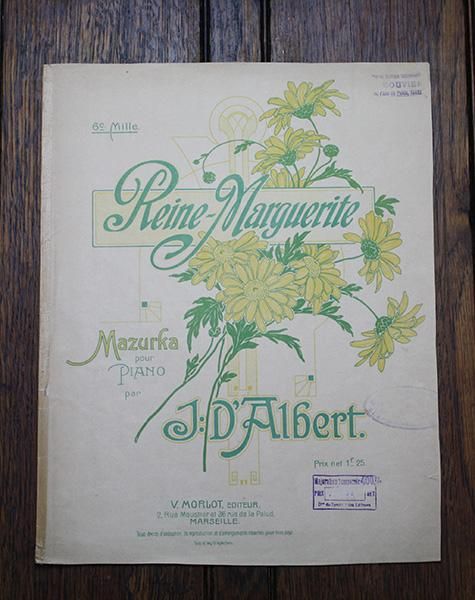 6e Mille
Reine-Marguerite
Mazurka
pour
PIANO
par
J: D'Albert.
Prix net 1f 25
V. MORLOT, EDITEUR,
2, Rue Moustier et 36 rue de la Palud,
MARSEILLE.